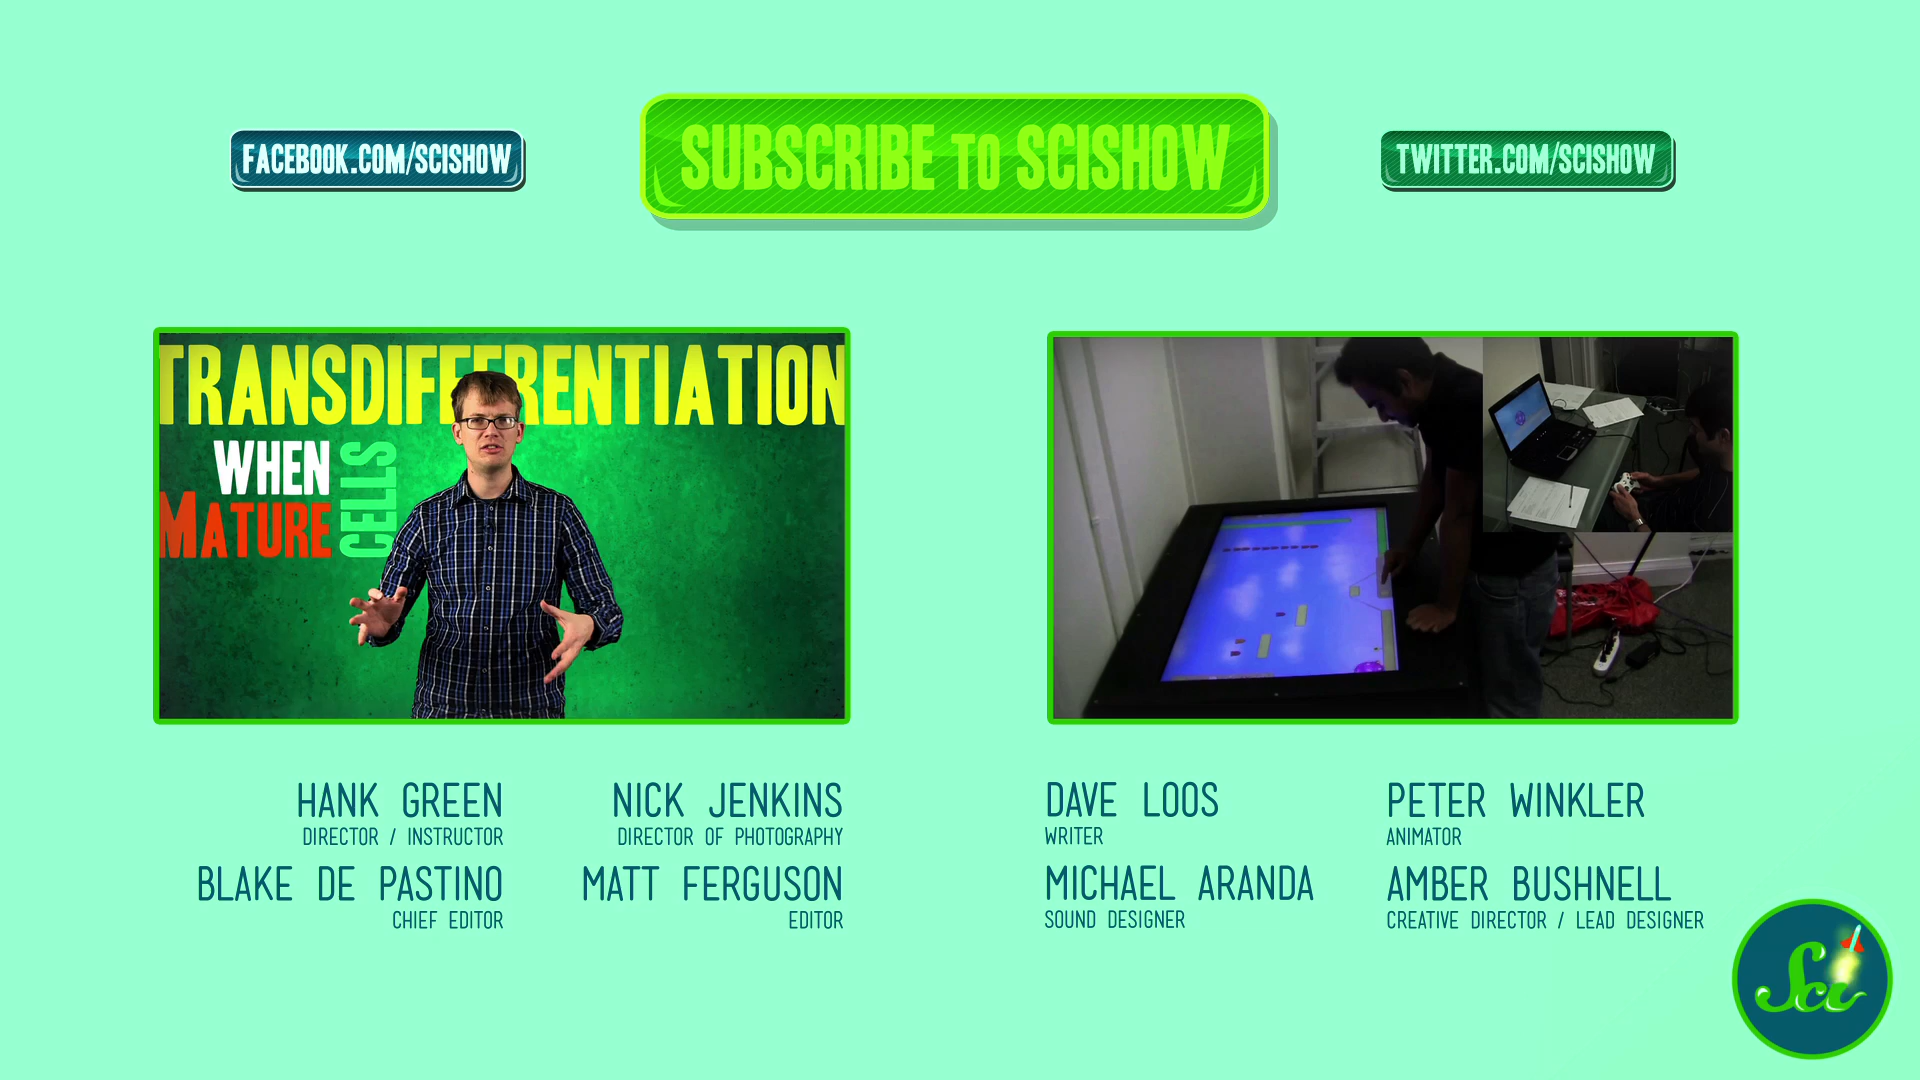 FACEBOOK.COM/SCISHOW
SUBSCRIBE TO SCISHOW
TWITTER.COM/SCISHOW
TRANSDIFFERENTIATION
WHEN
MATURE
CELLS
HANK GREEN
DIRECTOR / INSTRUCTOR
BLAKE DE PASTINO
CHIEF EDITOR
NICK JENKINS
DIRECTOR OF PHOTOGRAPHY
MATT FERGUSON
EDITOR
DAVE LOOS
WRITER
MICHAEL ARANDA
SOUND DESIGNER
PETER WINKLER
ANIMATOR
AMBER BUSHNELL
CREATIVE DIRECTOR / LEAD DESIGNER
Sci